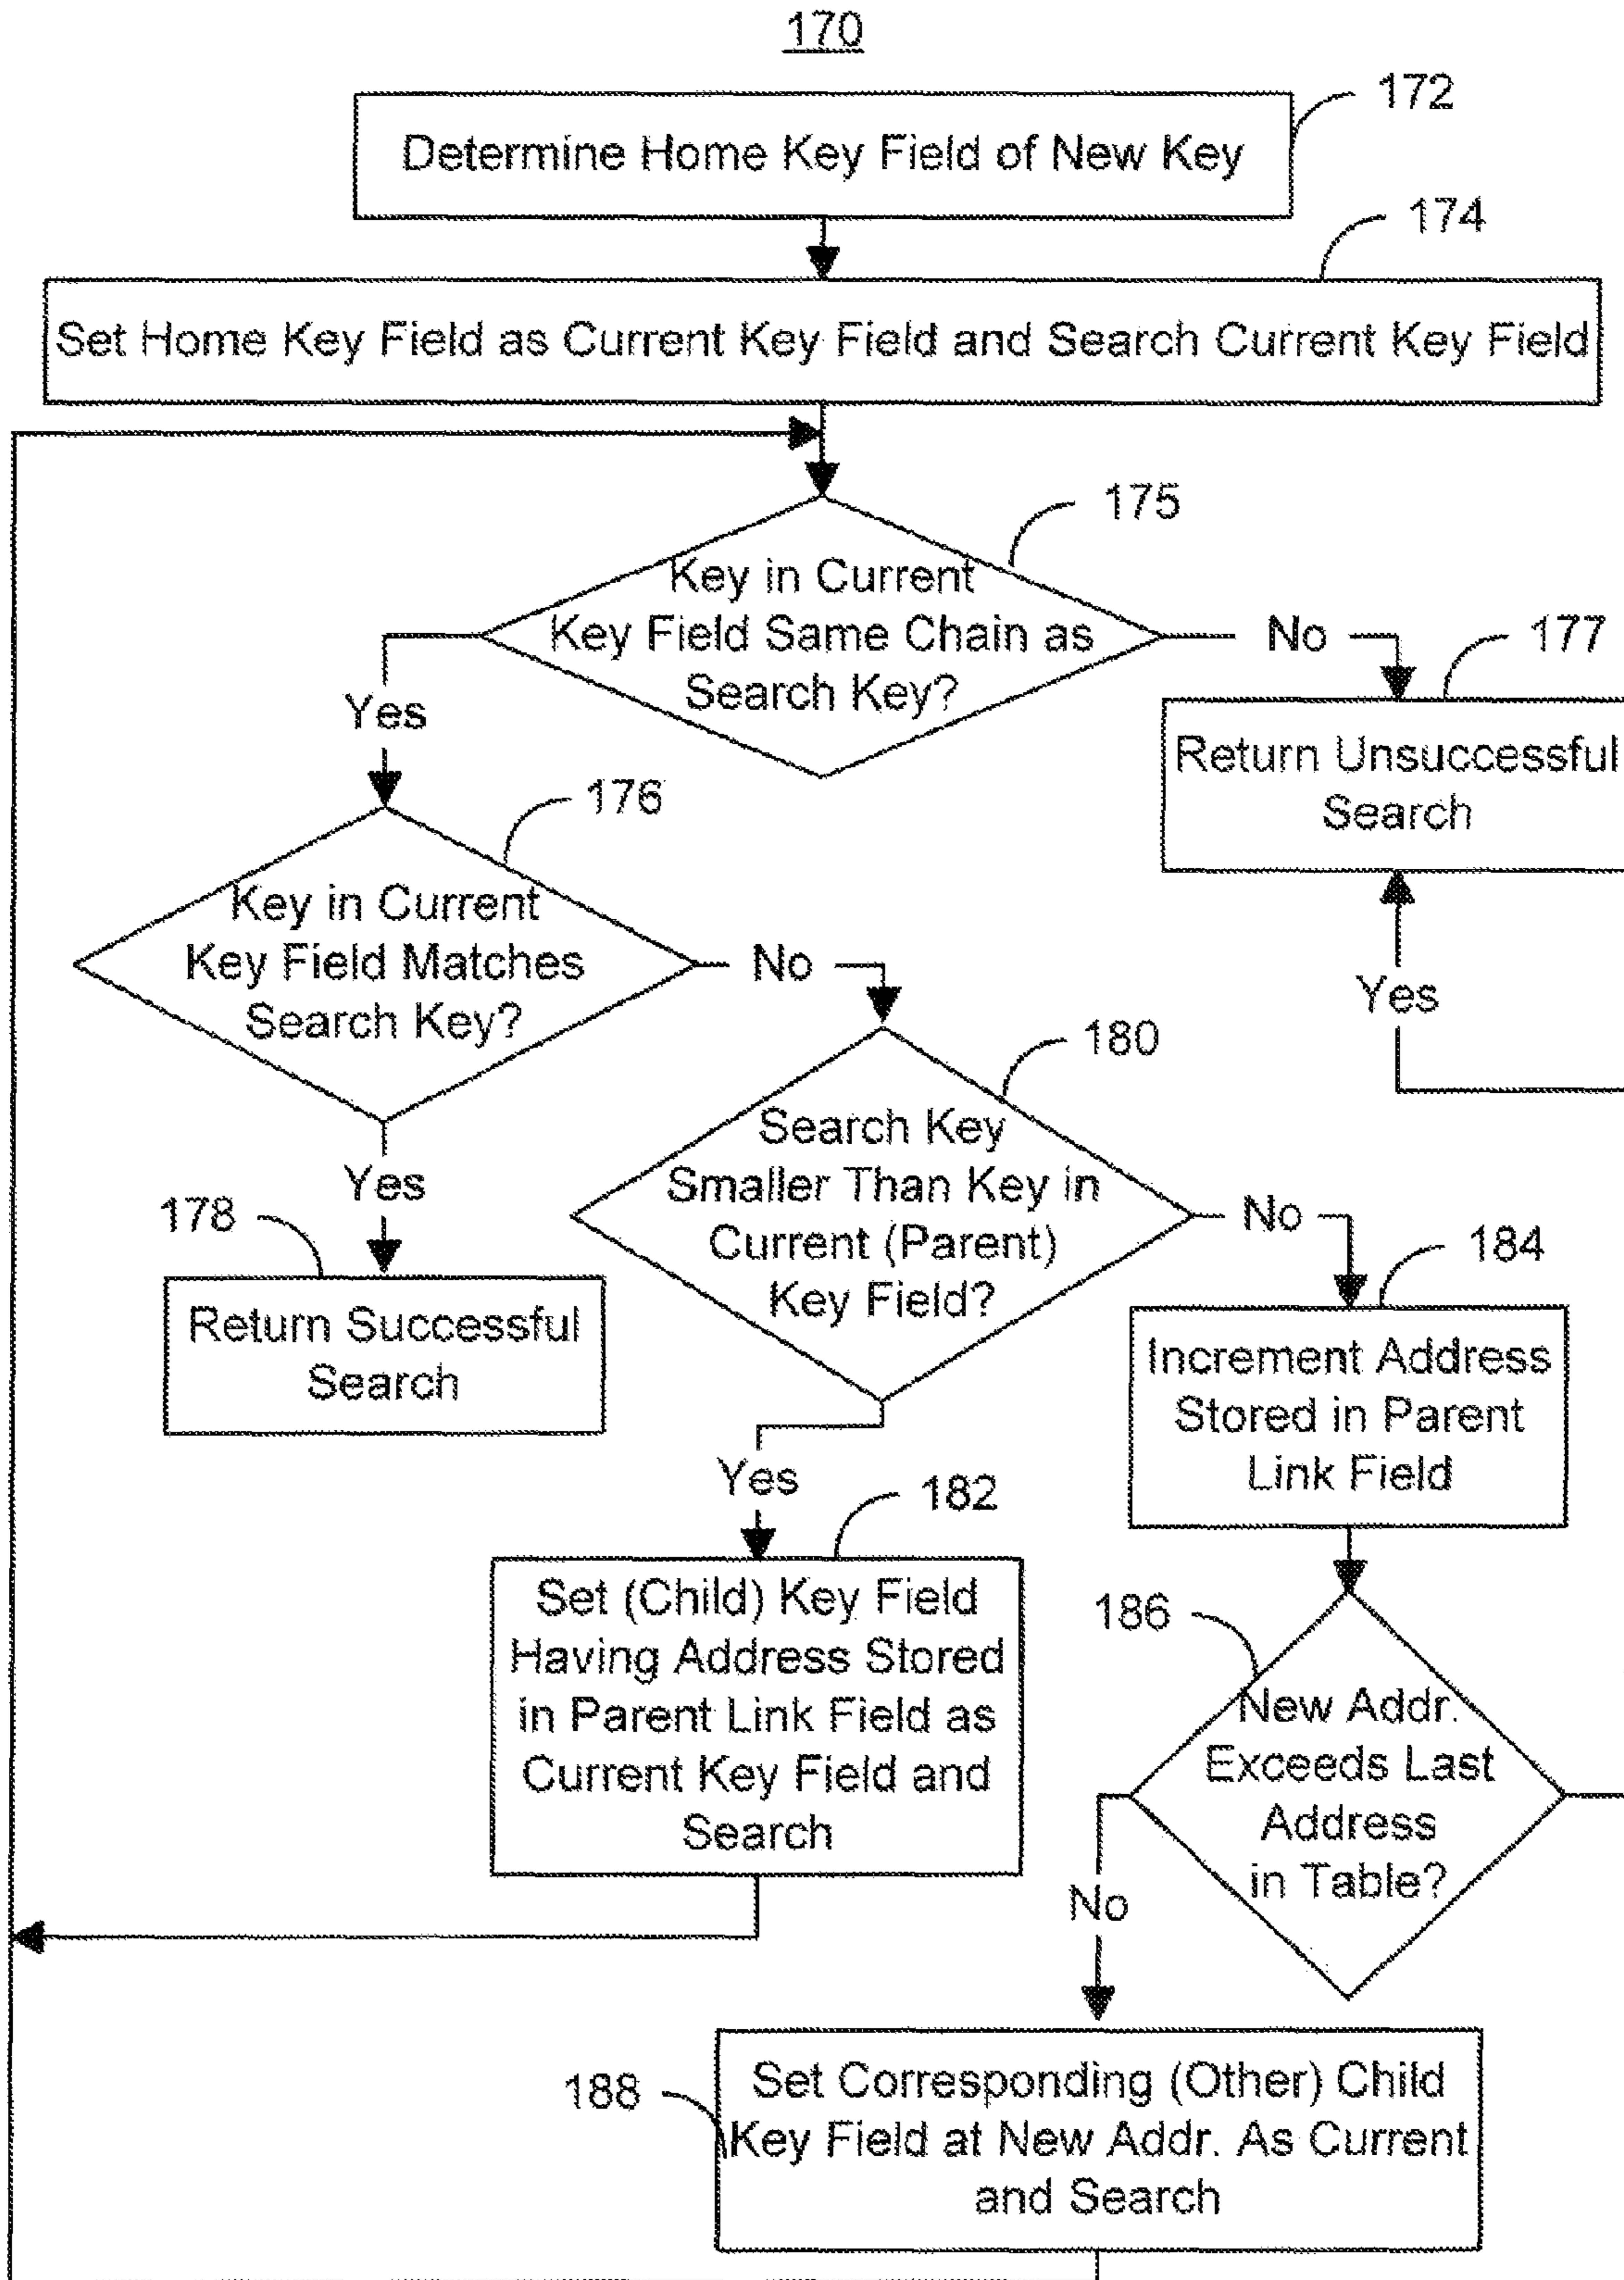 170
172
Determine Home Key Field of New Key
174
Set Home Key Field as Current Key Field and Search Current Key Field
175
Key in Current
Key Field Same Chain as
Search Key?
No
177
Yes
Return Unsuccessful
Search
176
Key in Current
Key Field Matches
Search Key?
No
Yes
180
Search Key
Smaller Than Key in
Current (Parent)
Key Field?
Yes
178
No
184
Return Successful
Search
Increment Address
Stored in Parent
Link Field
Yes
182
Set (Child) Key Field
Having Address Stored
in Parent Link Field as
Current Key Field and
Search
186
New Addr.
Exceeds Last
Address
in Table?
No
188
Set Corresponding (Other) Child
Key Field at New Addr. As Current
and Search